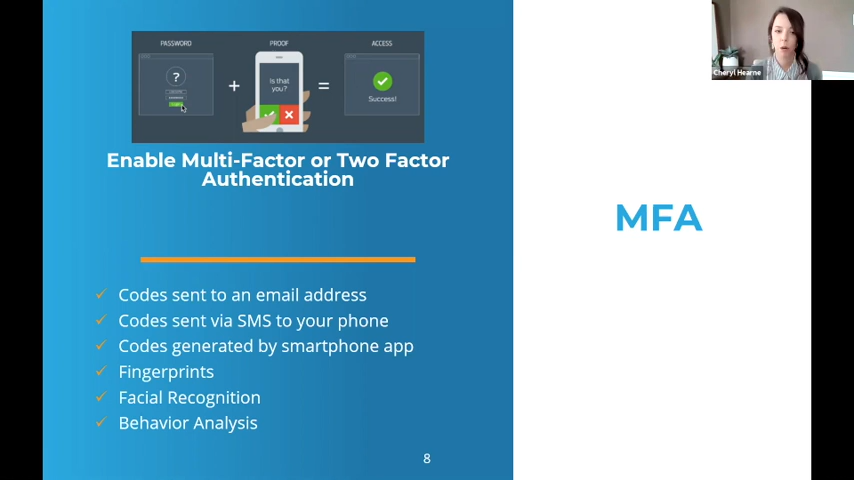 PASSWORD
PROOF
ACCESS
?
+
Is that
you?
=
Success!
Enable Multi-Factor or Two Factor
Authentication
Codes sent to an email address
Codes sent via SMS to your phone
Codes generated by smartphone app
Fingerprints
Facial Recognition
Behavior Analysis
8
MFA
Cheryl Hearne